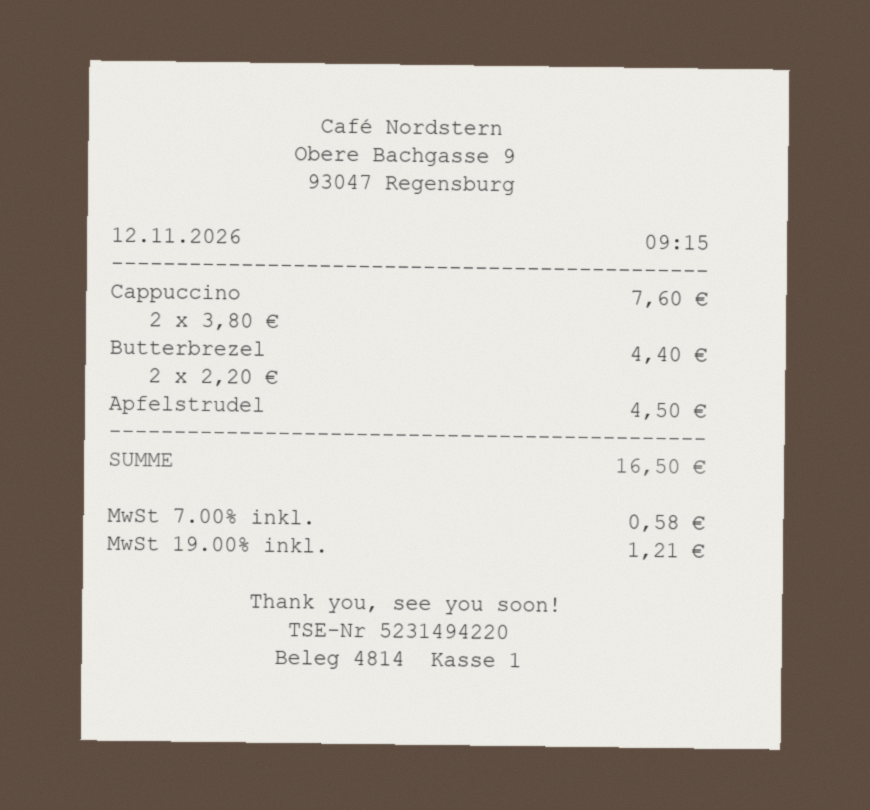 Café Nordstern
Obere Bachgasse 9
93047 Regensburg
12.11.2026 09:15
Cappuccino 7,60 €
2 x 3,80 €
Butterbrezel 4,40 €
2 x 2,20 €
Apfelstrudel 4,50 €
SUMME 16,50 €
MwSt 7.00% inkl. 0,58 €
MwSt 19.00% inkl. 1,21 €
Thank you, see you soon!
TSE-Nr 5231494220
Beleg 4814 Kasse 1